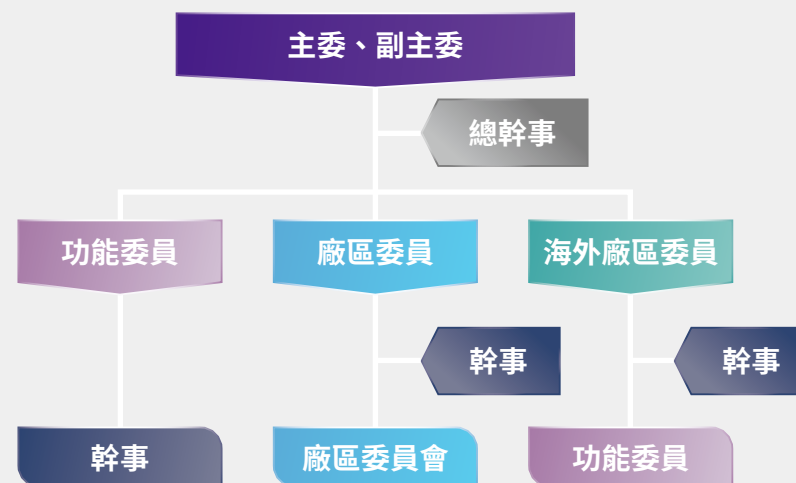 主委、副主委
總幹事
功能委員
廠區委員
海外廠區委員
幹事
幹事
幹事
廠區委員會
功能委員